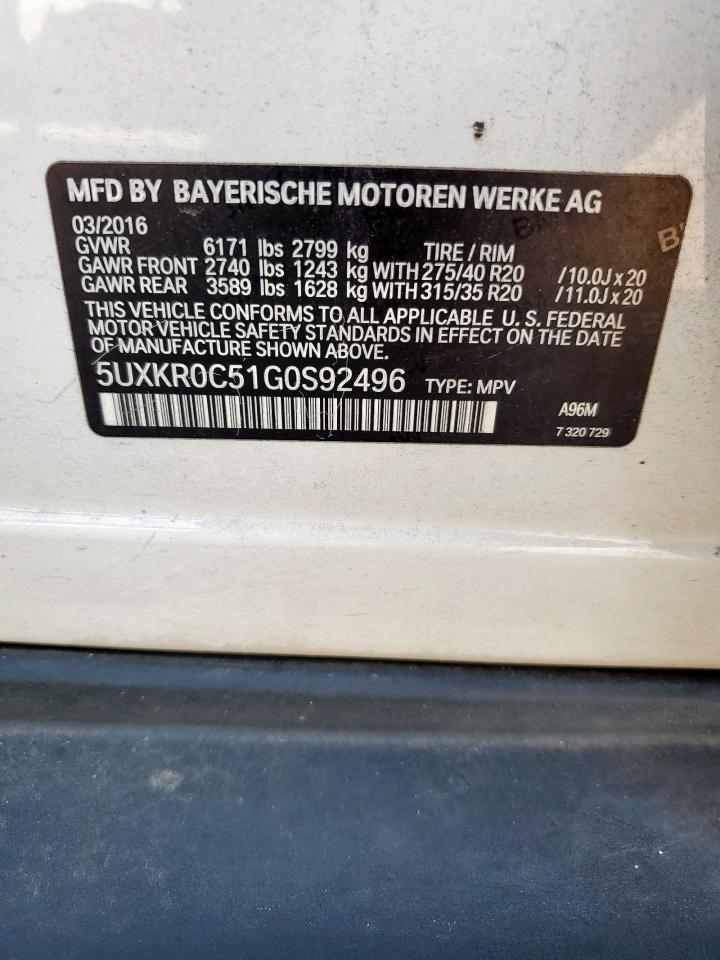 MFD BY BAYERISCHE MOTOREN WERKE AG
03/2016
GVWR 6171 lbs 2799 kg TIRE / RIM
GAWR FRONT 2740 lbs 1243 kg WITH 275/40 R20 /10.0J x 20
GAWR REAR 3589 lbs 1628 kg WITH 315/35 R20 /11.0J x 20
THIS VEHICLE CONFORMS TO ALL APPLICABLE U. S. FEDERAL
MOTOR VEHICLE SAFETY STANDARDS IN EFFECT ON THE DATE
OF MANUFACTURE SHOWN ABOVE.
5UXKR0C51G0S92496 TYPE: MPV
A96M
7 320 729